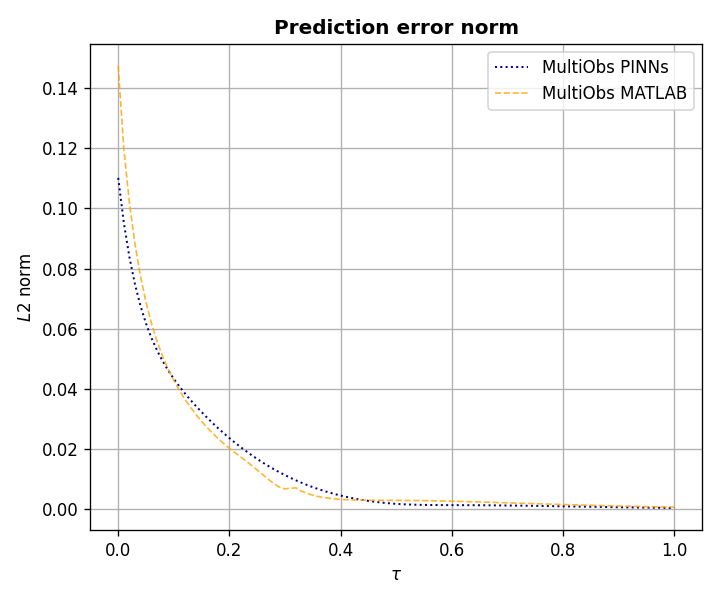 Prediction error norm
MultiObs PINNs
MultiObs MATLAB
L2 norm
0.14
0.12
0.10
0.08
0.06
0.04
0.02
0.00
0.0 0.2 0.4 0.6 0.8 1.0
τ